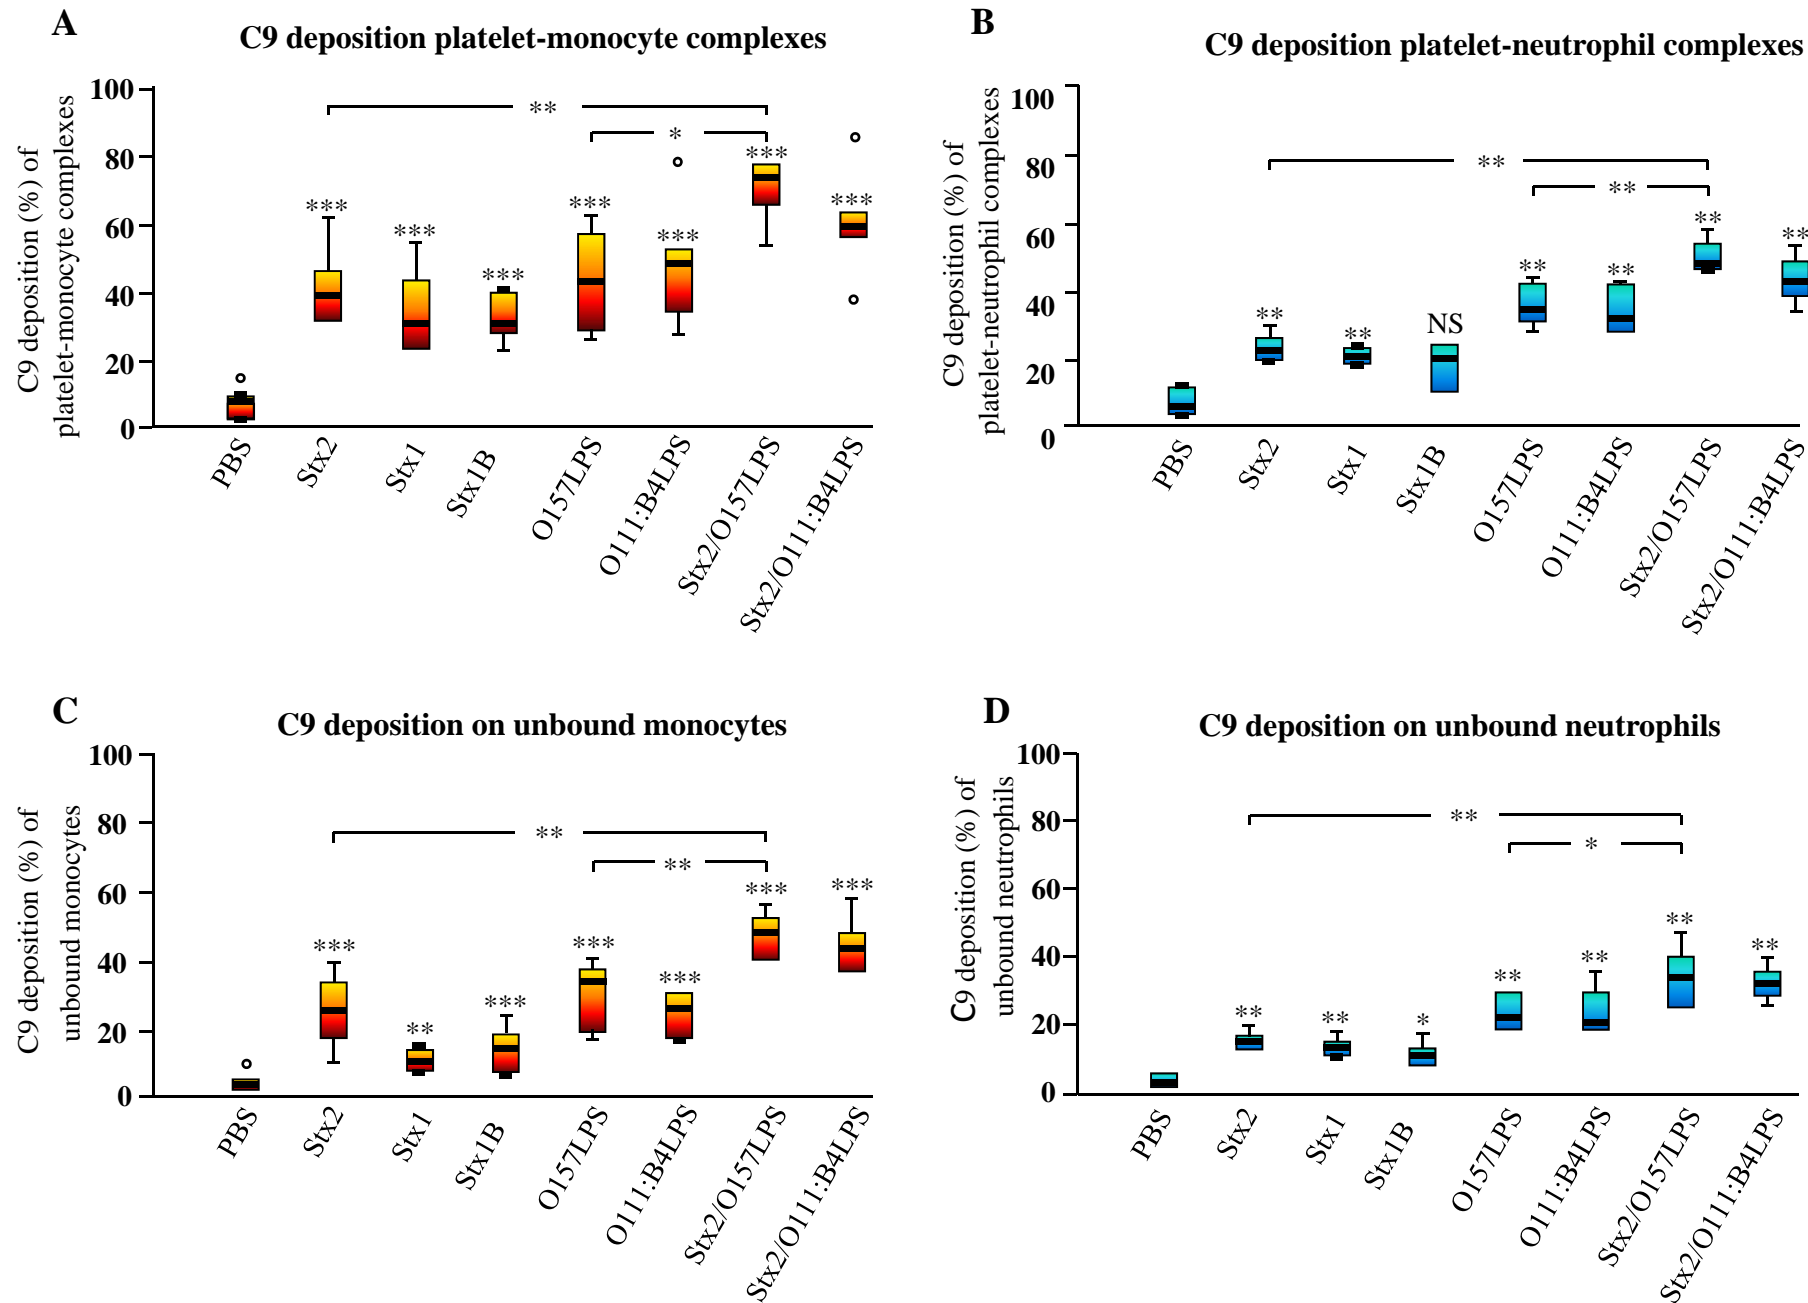 A
C9 deposition platelet-monocyte complexes
C9 deposition (%) of
platelet-monocyte complexes
100
80
60
40
20
0
**
*
***
***
***
***
***
***
***
PBS
Stx2
Stx1
Stx1B
O157LPS
O111:B4LPS
Stx2/O157LPS
Stx2/O111:B4LPS
B
C9 deposition platelet-neutrophil complexes
C9 deposition (%) of
platelet-neutrophil complexes
100
80
60
40
20
0
**
**
**
**
NS
**
**
**
**
PBS
Stx2
Stx1
Stx1B
O157LPS
O111:B4LPS
Stx2/O157LPS
Stx2/O111:B4LPS
C
C9 deposition on unbound monocytes
C9 deposition (%) of
unbound monocytes
100
80
60
40
20
0
**
**
***
**
***
***
***
***
***
PBS
Stx2
Stx1
Stx1B
O157LPS
O111:B4LPS
Stx2/O157LPS
Stx2/O111:B4LPS
D
C9 deposition on unbound neutrophils
C9 deposition (%) of
unbound neutrophils
100
80
60
40
20
0
**
*
**
**
*
**
**
**
**
PBS
Stx2
Stx1
Stx1B
O157LPS
O111:B4LPS
Stx2/O157LPS
Stx2/O111:B4LPS